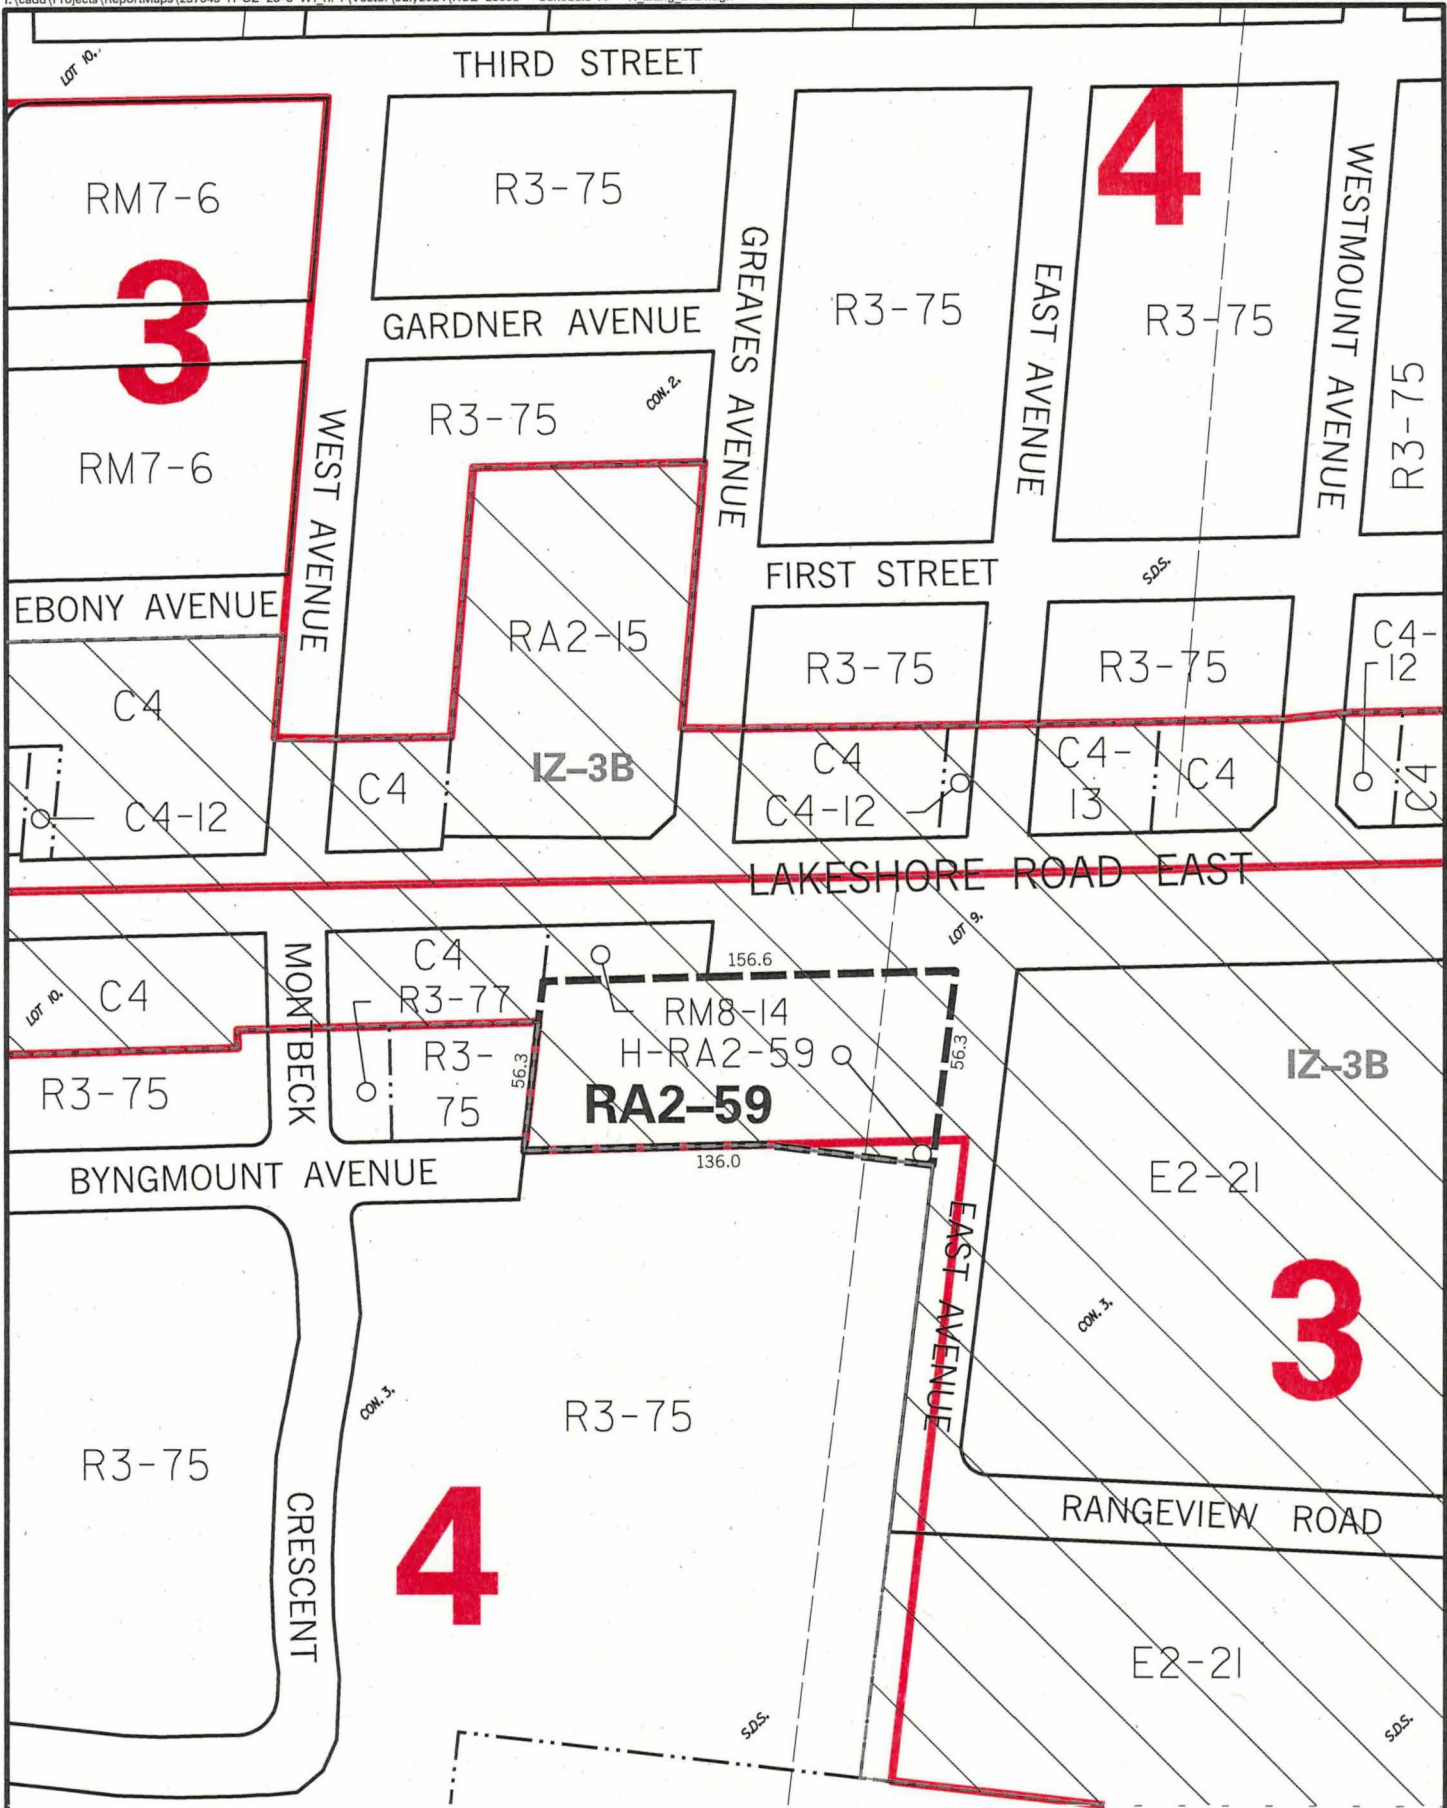 THIRD STREET
LOT 10.
4
RM7-6
R3-75
WESTMOUNT AVENUE
GREAVES AVENUE
3
EAST AVENUE
R3-75
R3-75
GARDNER AVENUE
R3-75
CON. 2.
R3-75
WEST AVENUE
RM7-6
FIRST STREET
S.D.S.
EBONY AVENUE
RA2-15
R3-75
R3-75
C4-
12
C4
IZ-3B
C4
C4
C4-12
C4-
13
C4
C4
C4-12
LAKESHORE ROAD EAST
LOT 9.
MONTBECK
C4
156.6
C4
LOT 10.
R3-77
RM8-14
H-RA2-59
56.3
56.3
R3-
75
IZ-3B
R3-75
RA2-59
136.0
BYNGMOUNT AVENUE
E2-21
EAST AVENUE
3
CON. 3.
CON. 3.
R3-75
R3-75
CRESCENT
4
RANGEVIEW ROAD
E2-21
S.D.S.
S.D.S.